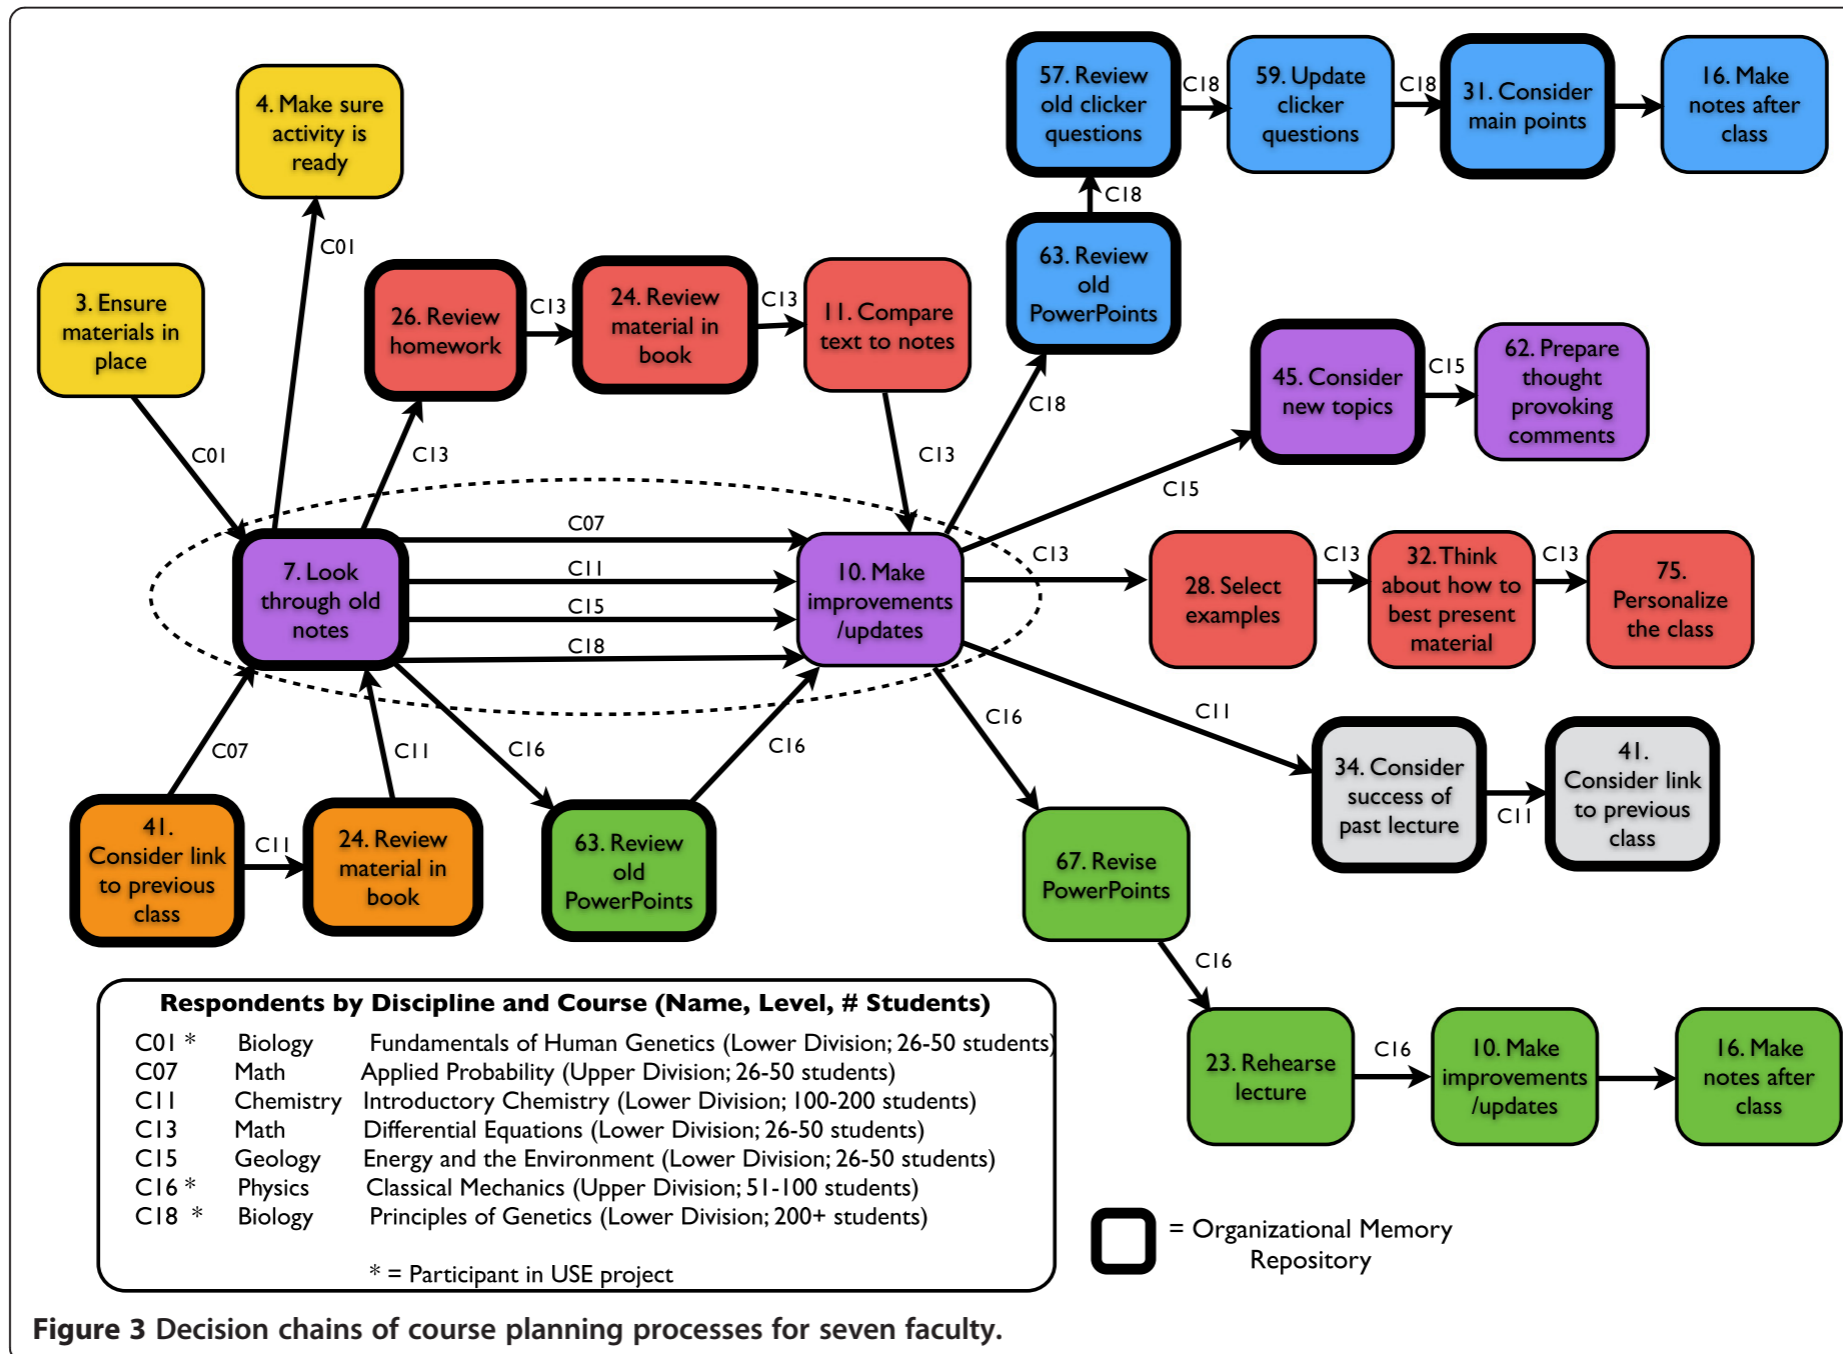 4. Make sure
activity is
ready
C01
3. Ensure
materials in
place
C01
26. Review
homework
C13
24. Review
material in
book
C13
11. Compare
text to notes
C13
C13
57. Review
old clicker
questions
C18
59. Update
clicker
questions
C18
31. Consider
main points
16. Make
notes after
class
C18
63. Review
old
PowerPoints
C18
45. Consider
new topics
C15
62. Prepare
thought
provoking
comments
C15
7. Look
through old
notes
C07
C11
C15
C18
10. Make
improvements
/updates
C13
28. Select
examples
C13
32. Think
about how to
best present
material
C13
75.
Personalize
the class
C07
C11
C16
C16
C16
C11
34. Consider
success of
past lecture
C11
41.
Consider link
to previous
class
41.
Consider link
to previous
class
C11
24. Review
material in
book
63. Review
old
PowerPoints
67. Revise
PowerPoints
C16
23. Rehearse
lecture
C16
10. Make
improvements
/updates
16. Make
notes after
class
Respondents by Discipline and Course (Name, Level, # Students)
C01 * Biology Fundamentals of Human Genetics (Lower Division; 26-50 students)
C07 Math Applied Probability (Upper Division; 26-50 students)
C11 Chemistry Introductory Chemistry (Lower Division; 100-200 students)
C13 Math Differential Equations (Lower Division; 26-50 students)
C15 Geology Energy and the Environment (Lower Division; 26-50 students)
C16 * Physics Classical Mechanics (Upper Division; 51-100 students)
C18 * Biology Principles of Genetics (Lower Division; 200+ students)
* = Participant in USE project
= Organizational Memory
Repository
Figure 3 Decision chains of course planning processes for seven faculty.